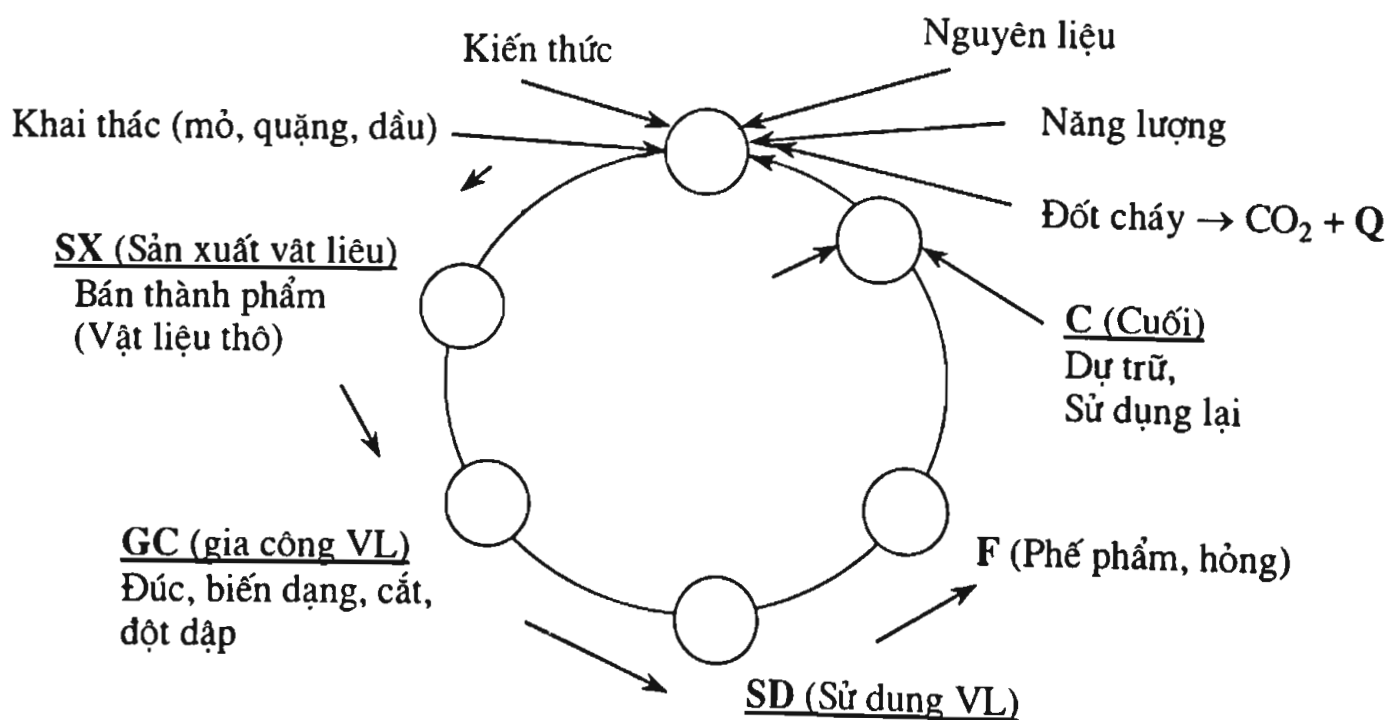 Kiến thức
Nguyên liệu
Khai thác (mỏ, quặng, dầu)
Năng lượng
Đốt cháy → CO₂ + Q
SX (Sản xuất vật liêu)
Bán thành phẩm
(Vật liệu thô)
C (Cuối)
Dự trữ,
Sử dụng lại
GC (gia công VL)
Đúc, biến dạng, cắt,
đột dập
F (Phế phẩm, hỏng)
SD (Sử dung VL)